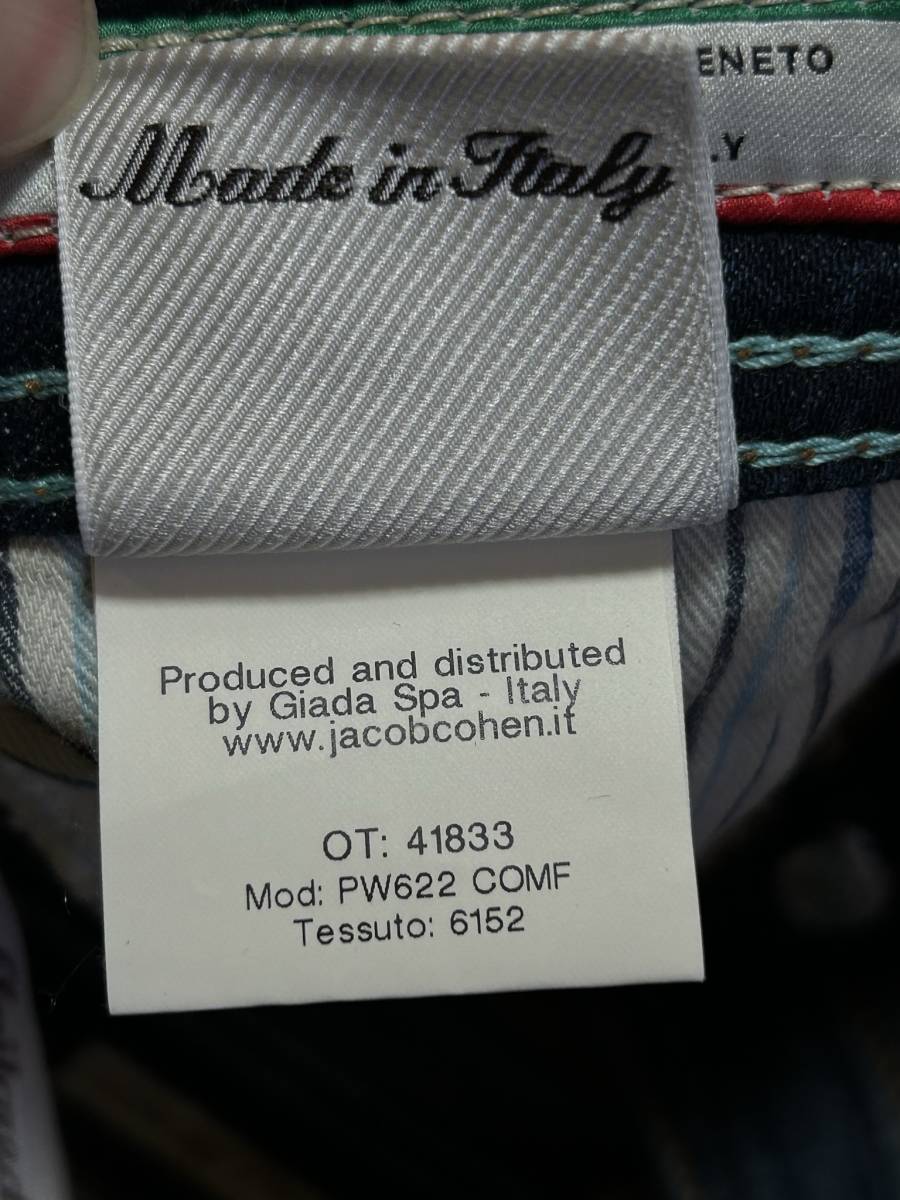 ENETO
.Y
Made in Italy
Produced and distributed
by Giada Spa - Italy
www.jacobcohen.it
OT: 41833
Mod: PW622 COMF
Tessuto: 6152